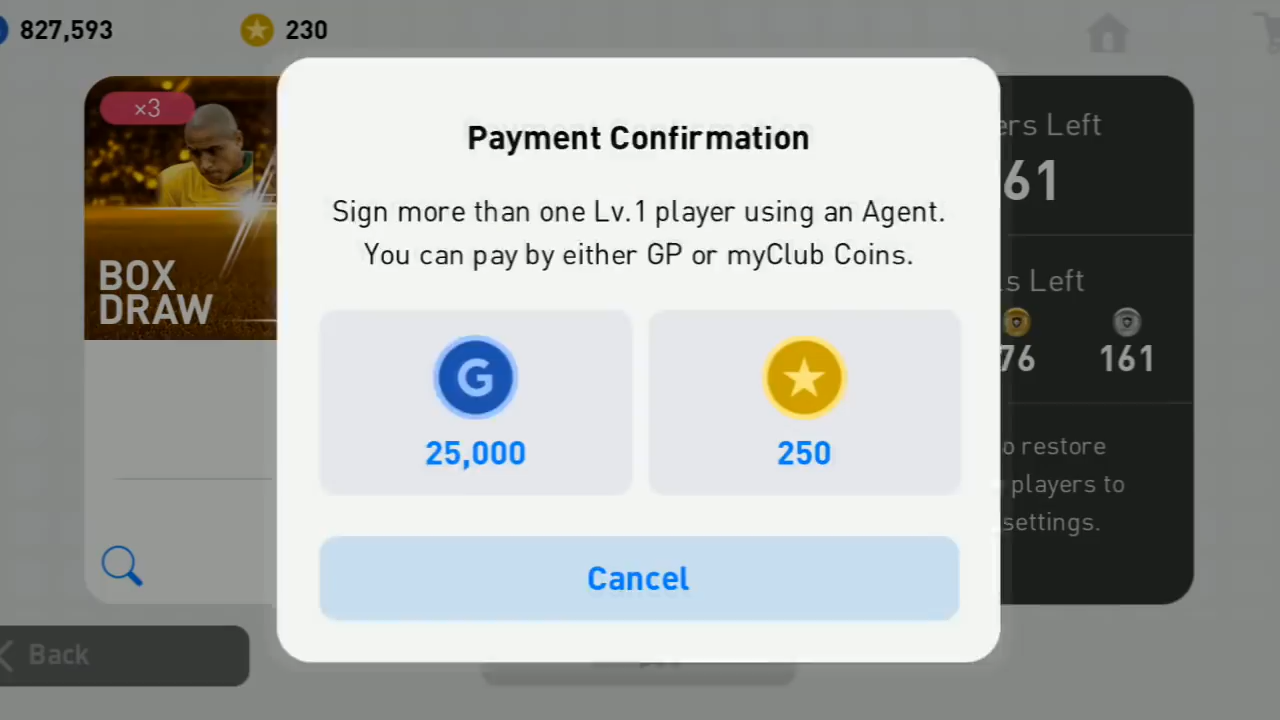 827,593
230
×3
BOX
DRAW
Payment Confirmation
Sign more than one Lv.1 player using an Agent.
You can pay by either GP or myClub Coins.
G
25,000
250
Cancel
ers Left
61
s Left
76
161
o restore
players to
settings.
Back